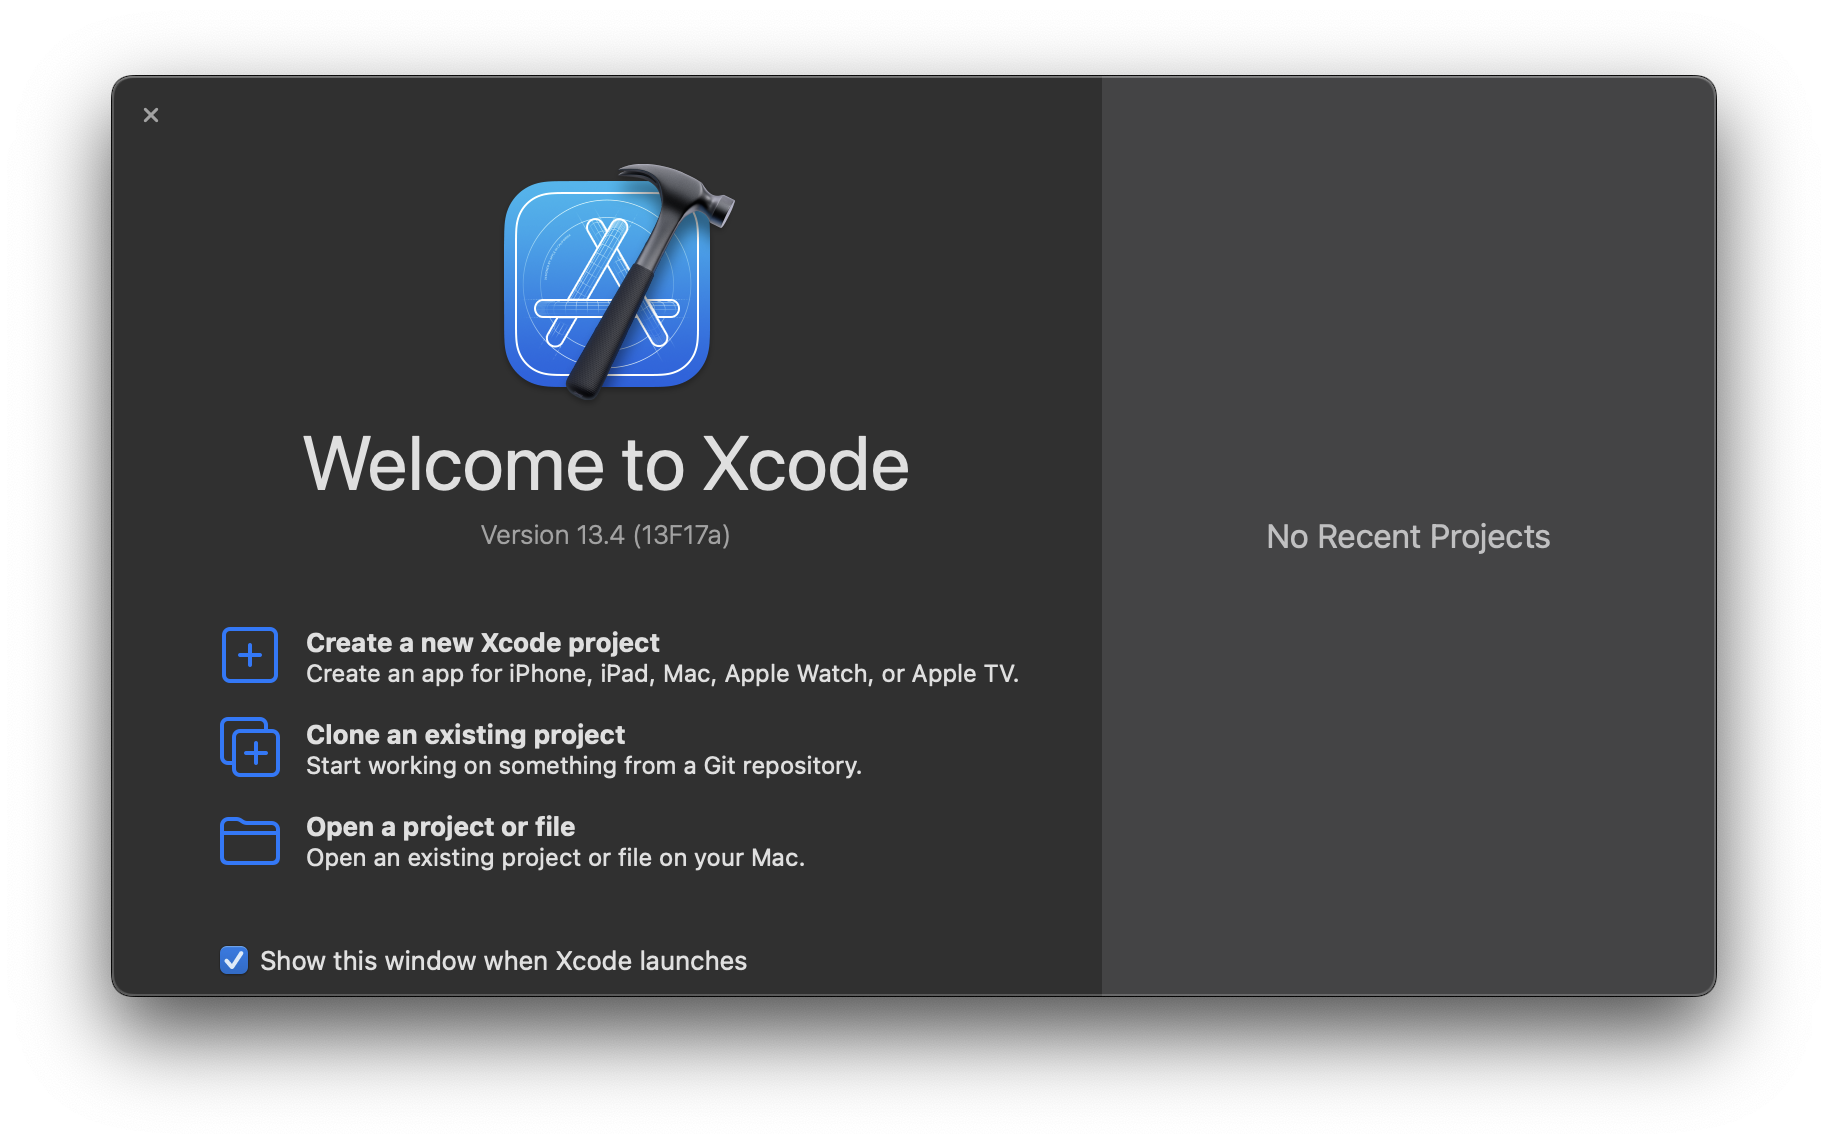 Welcome to Xcode
Version 13.4 (13F17a)
Create a new Xcode project
Create an app for iPhone, iPad, Mac, Apple Watch, or Apple TV.
Clone an existing project
Start working on something from a Git repository.
Open a project or file
Open an existing project or file on your Mac.
Show this window when Xcode launches
No Recent Projects